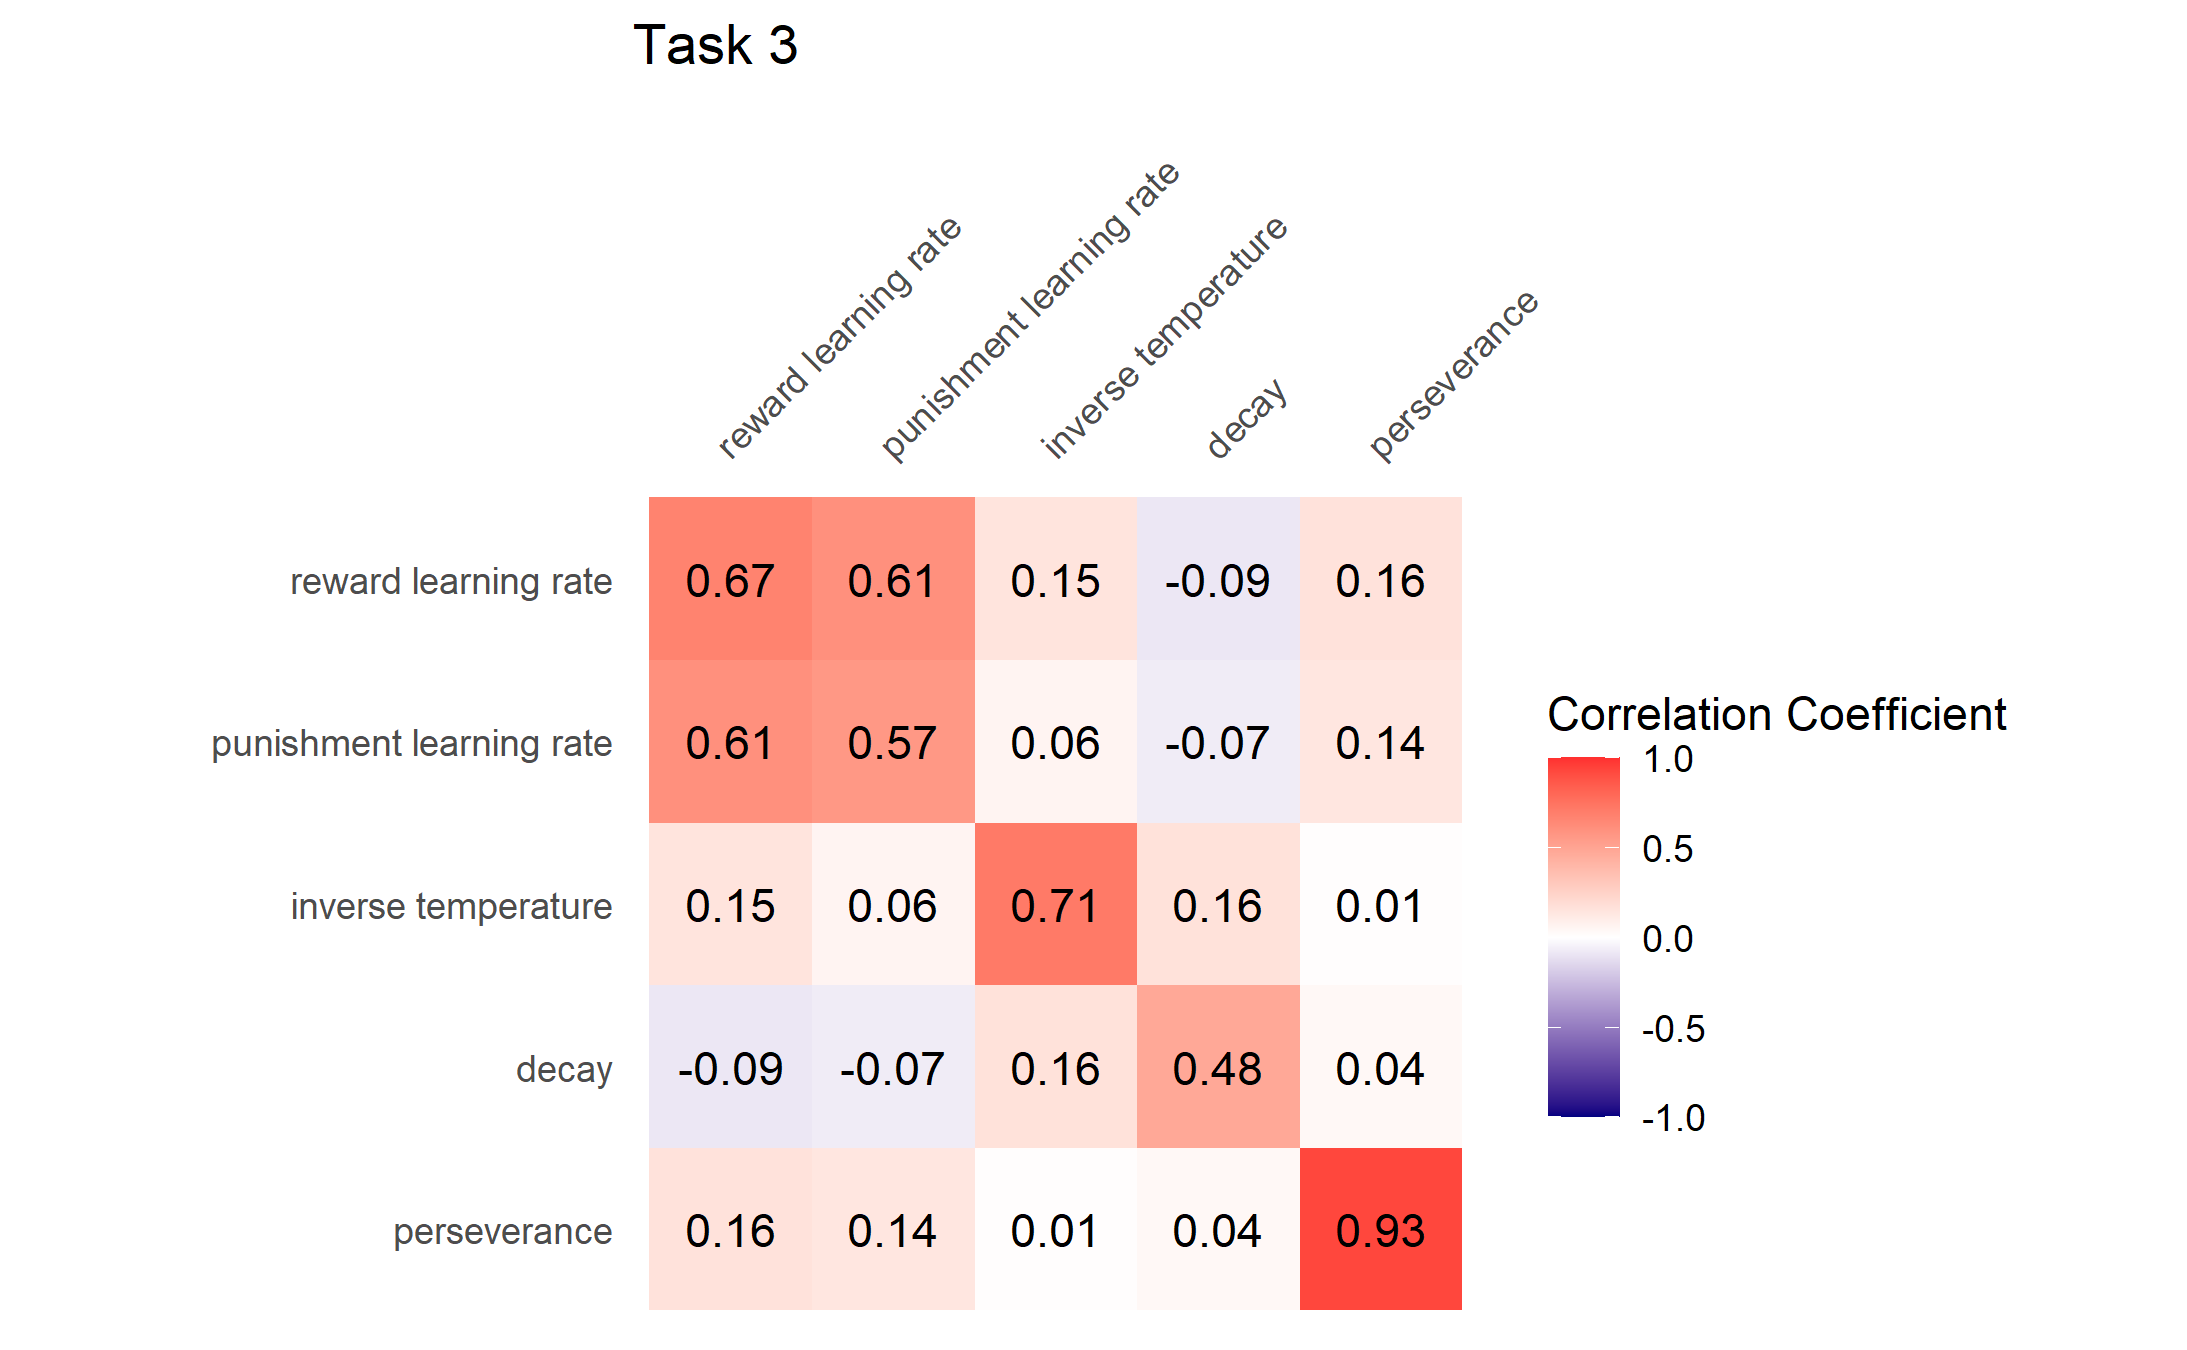 Task 3
reward learning rate
punishment learning rate
inverse temperature
decay
perseverance
reward learning rate 0.67 0.61 0.15 -0.09 0.16
punishment learning rate 0.61 0.57 0.06 -0.07 0.14
inverse temperature 0.15 0.06 0.71 0.16 0.01
decay -0.09 -0.07 0.16 0.48 0.04
perseverance 0.16 0.14 0.01 0.04 0.93
Correlation Coefficient
1.0
0.5
0.0
-0.5
-1.0